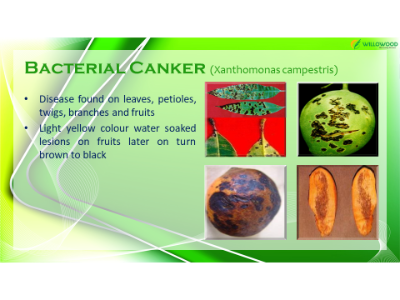 WILLOWOOD
BACTERIAL CANKER (Xanthomonas campestris)
• Disease found on leaves, petioles,
twigs, branches and fruits
• Light yellow colour water soaked
lesions on fruits later on turn
brown to black